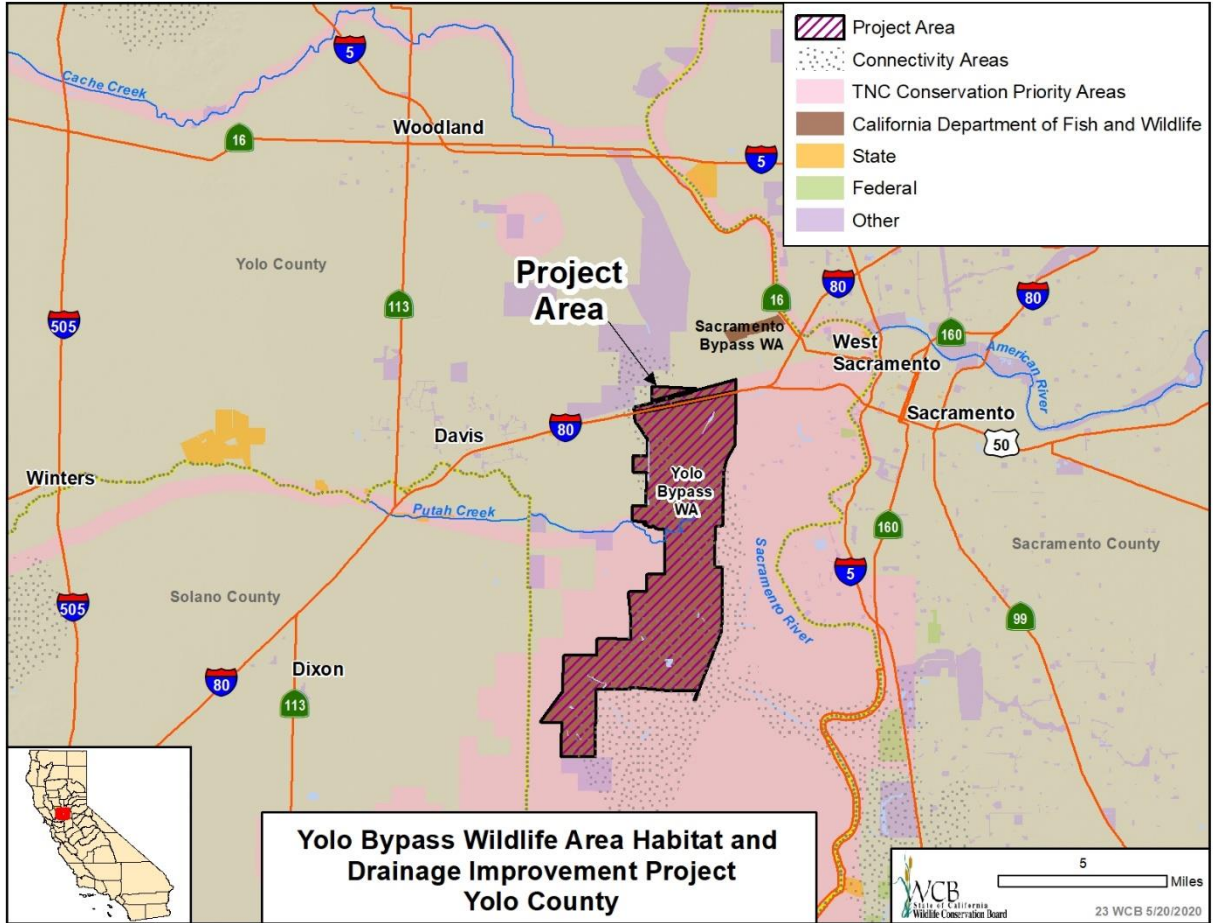 5
Cache Creek
Woodland
16
5
Project Area
Connectivity Areas
TNC Conservation Priority Areas
California Department of Fish and Wildlife
State
Federal
Other
Yolo County
Project
Area
505
113
16
80
80
Sacramento
Bypass WA
West
Sacramento
160
American River
80
Davis
Sacramento
50
Winters
Yolo
Bypass
WA
Putah Creek
160
Sacramento River
Sacramento County
5
505
Solano County
99
80
Dixon
113
Yolo Bypass Wildlife Area Habitat and
Drainage Improvement Project
Yolo County
WCB
State of California
Wildlife Conservation Board
5
Miles
23 WCB 5/20/2020